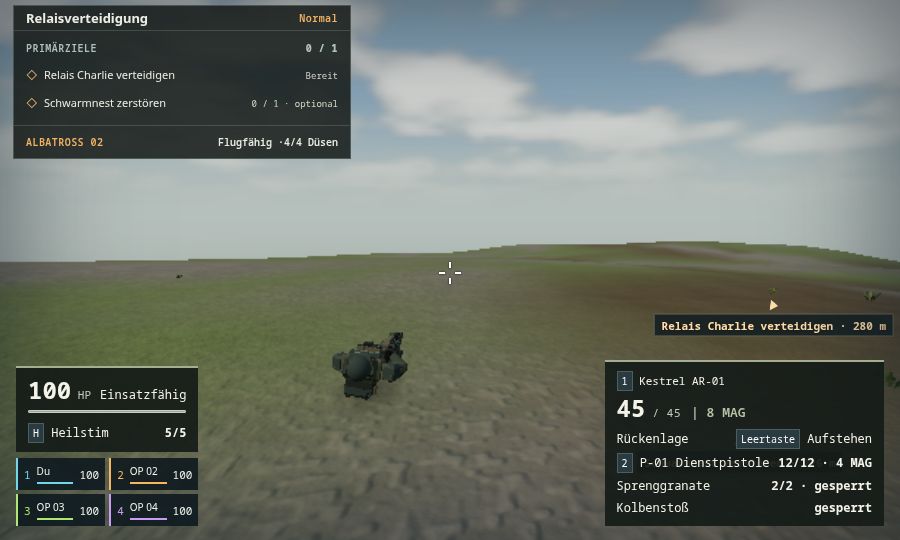 Relaisverteidigung Normal
PRIMÄRZIELE 0 / 1
Relais Charlie verteidigen Bereit
Schwarmnest zerstören 0 / 1 · optional
ALBATROSS 02 Flugfähig ·4/4 Düsen
Relais Charlie verteidigen · 280 m
100 HP Einsatzfähig
H Heilstim 5/5
1 Du 100
2 OP 02 100
3 OP 03 100
4 OP 04 100
1 Kestrel AR-01
45 / 45 | 8 MAG
Rückenlage Leertaste Aufstehen
2 P-01 Dienstpistole 12/12 · 4 MAG
Sprenggranate 2/2 · gesperrt
Kolbenstoß gesperrt